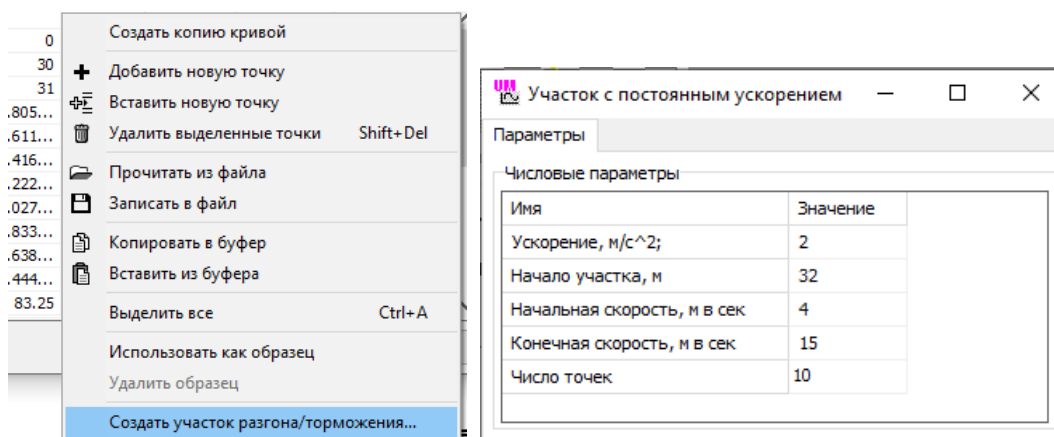 0
30
31
.805...
.611...
.416...
.222...
.027...
.833...
.638...
.444...
83.25
Создать копию кривой
Добавить новую точку
Вставить новую точку
Удалить выделенные точки Shift+Del
Прочитать из файла
Записать в файл
Копировать в буфер
Вставить из буфера
Выделить все Ctrl+A
Использовать как образец
Удалить образец
Создать участок разгона/торможения...
UM Участок с постоянным ускорением
Параметры
Числовые параметры
Имя Значение
Ускорение, м/с^2; 2
Начало участка, м 32
Начальная скорость, м в сек 4
Конечная скорость, м в сек 15
Число точек 10